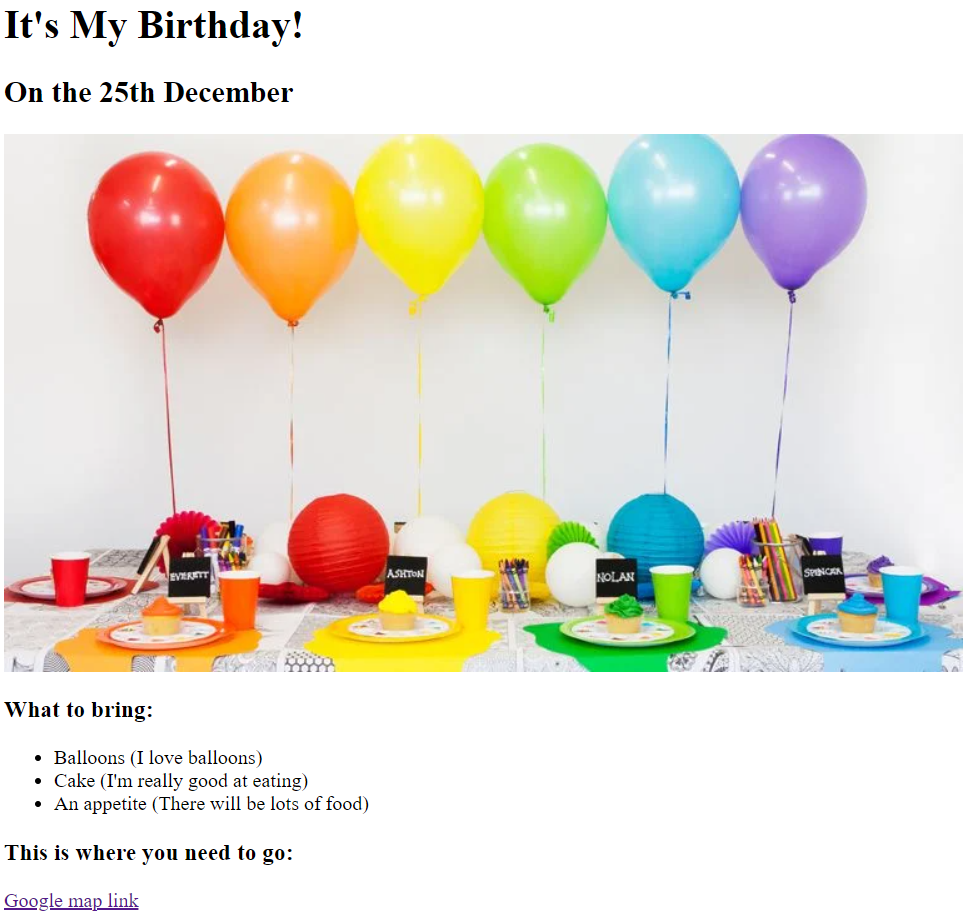 It's My Birthday!
On the 25th December
EVERETT
ASHTON
NOLAN
SPENCER
What to bring:
Balloons (I love balloons)
Cake (I'm really good at eating)
An appetite (There will be lots of food)
This is where you need to go:
Google map link